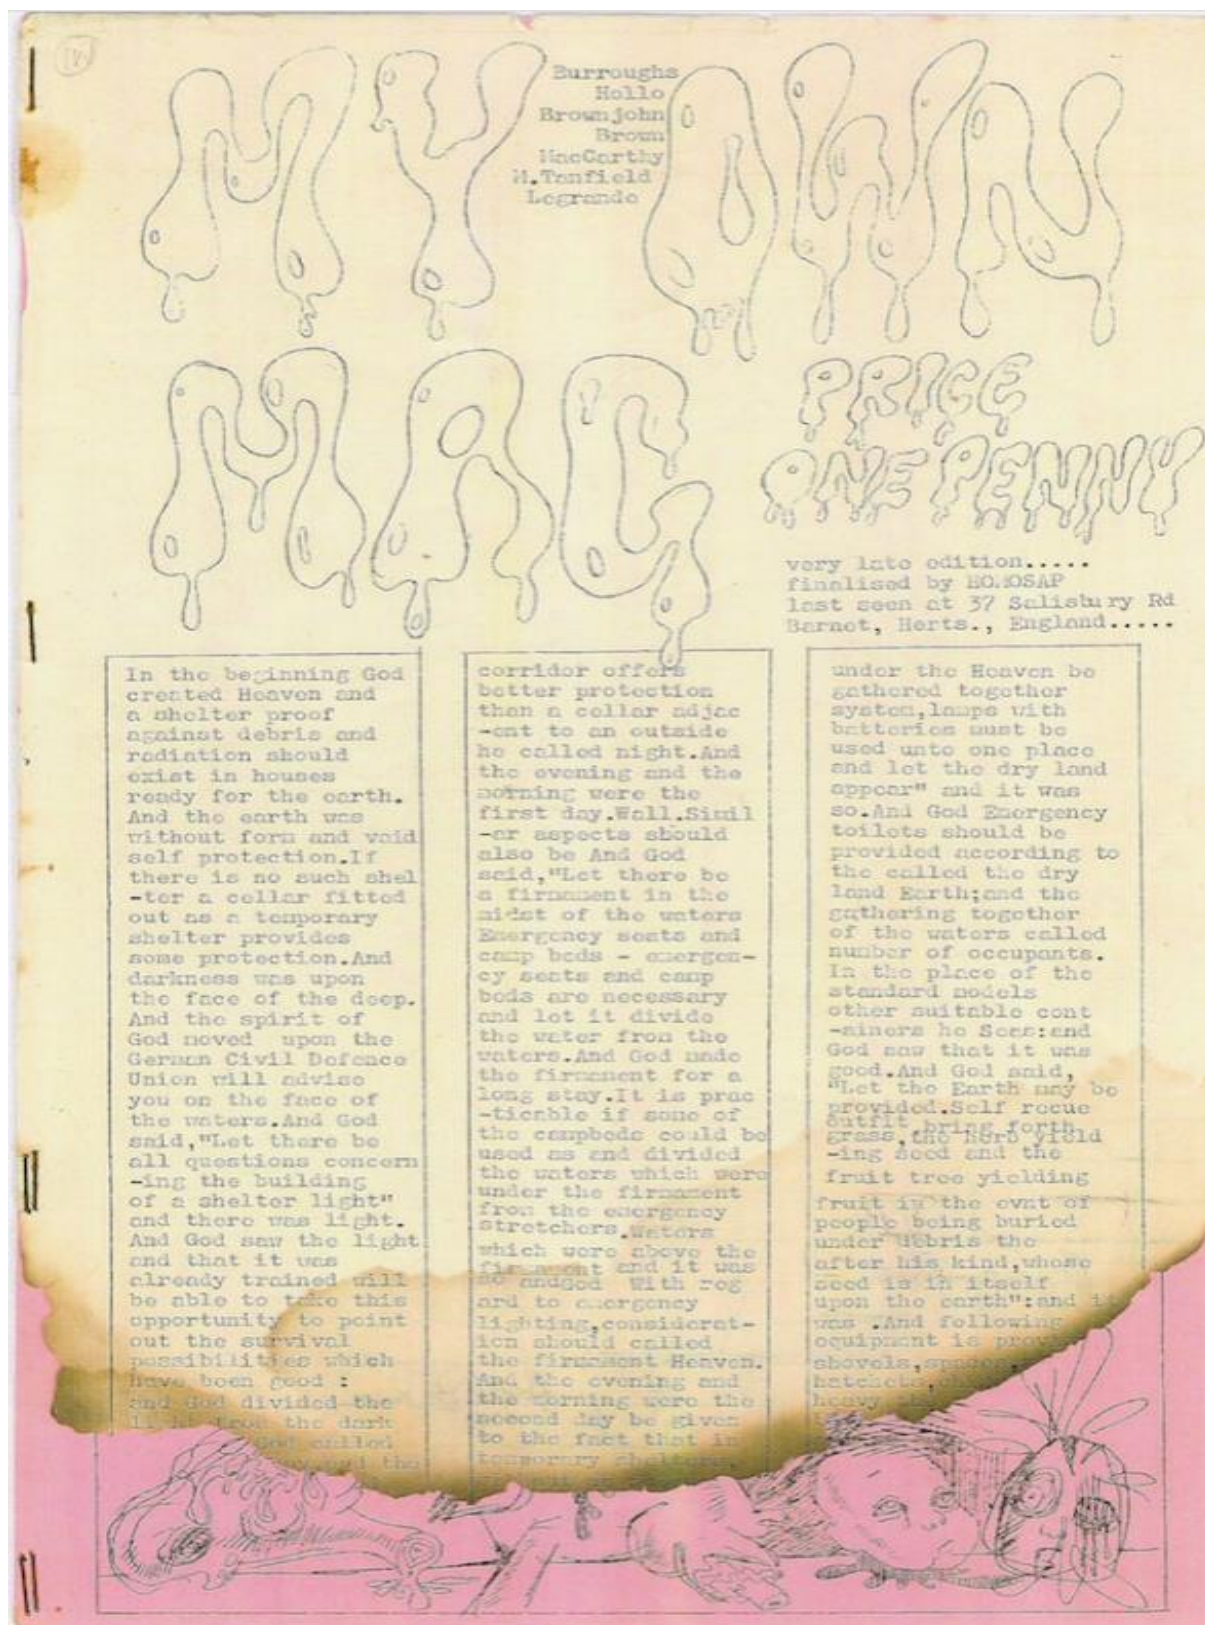 MY OWN
MAG
Burroughs
Hollo
Brownjohn
Brown
MacCarthy
M.Tanfield
Legrande
PRICE
ONE PENNY
very late edition.....
finalised by HOMOSAP
last seen at 37 Salisbury Rd
Barnet, Herts., England.....
In the beginning God
created Heaven and
a shelter proof
against debris and
radiation should
exist in houses
ready for the earth.
And the earth was
without form and void
self protection.If
there is no such shel
-ter a cellar fitted
out as a temporary
shelter provides
some protection.And
darkness was upon
the face of the deep.
And the spirit of
God moved upon the
German Civil Defence
Union will advise
you on the face of
the waters.And God
said,"Let there be
all questions concern
-ing the building
of a shelter light"
and there was light.
And God saw the light
and that it was
already trained will
be able to take this
opportunity to point
out the survival
possibilities which
have been good :
and God divided the
light from the dark
God called
and the
corridor offers
better protection
than a cellar adjac
-ent to an outside
he called night.And
the evening and the
morning were the
first day.Wall.Simil
-ar aspects should
also be And God
said,"Let there be
a firmament in the
midst of the waters
Emergency seats and
camp beds - emergen-
cy seats and camp
beds are necessary
and let it divide
the water from the
waters.And God made
the firmament for a
long stay.It is prac
-ticable if some of
the campbeds could be
used as and divided
the waters which were
under the firmament
from the emergency
stretchers.Waters
which were above the
firmament and it was
so andGod With reg
ard to emergency
lighting,considerat-
ion should called
the firmament Heaven.
And the evening and
the morning were the
second day be given
to the fact that in
temporary shelters,
under the Heaven be
gathered together
system,lamps with
batteries must be
used unto one place
and let the dry land
appear" and it was
so.And God Emergency
toilets should be
provided according to
the called the dry
land Earth;and the
gathering together
of the waters called
number of occupants.
In the place of the
standard models
other suitable cont
-ainers he Seas:and
God saw that it was
good.And God said,
"Let the Earth may be
provided.Self recue
outfit bring forth
grass,the herb yield
-ing seed and the
fruit tree yielding
fruit in the evnt of
people being buried
under debris the
after his kind,whose
seed is in itself
upon the earth":and it
was .And following
equipment is
shovels,
hatchets,
heavy